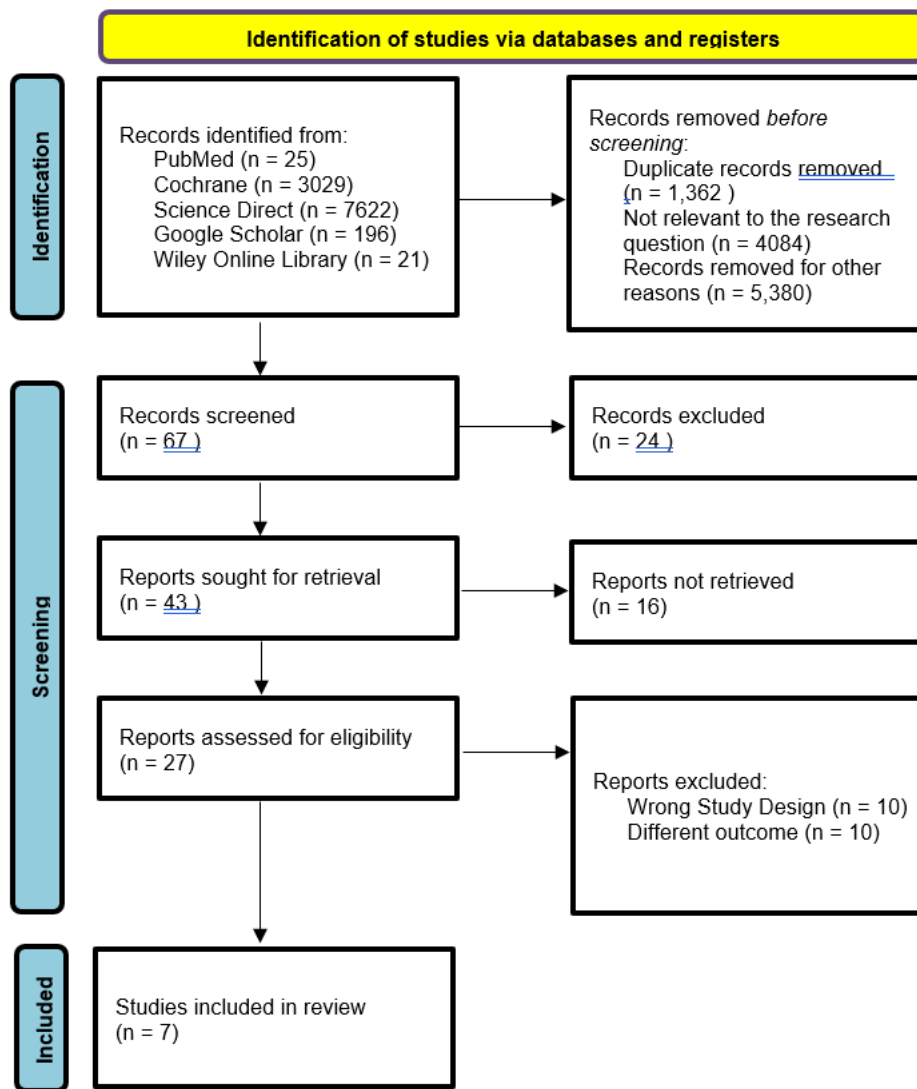 Identification of studies via databases and registers
Identification
Records identified from:
PubMed (n = 25)
Cochrane (n = 3029)
Science Direct (n = 7622)
Google Scholar (n = 196)
Wiley Online Library (n = 21)
Records removed before
screening:
Duplicate records removed
(n = 1,362 )
Not relevant to the research
question (n = 4084)
Records removed for other
reasons (n = 5,380)
Screening
Records screened
(n = 67 )
Records excluded
(n = 24 )
Reports sought for retrieval
(n = 43 )
Reports not retrieved
(n = 16)
Reports assessed for eligibility
(n = 27)
Reports excluded:
Wrong Study Design (n = 10)
Different outcome (n = 10)
Included
Studies included in review
(n = 7)